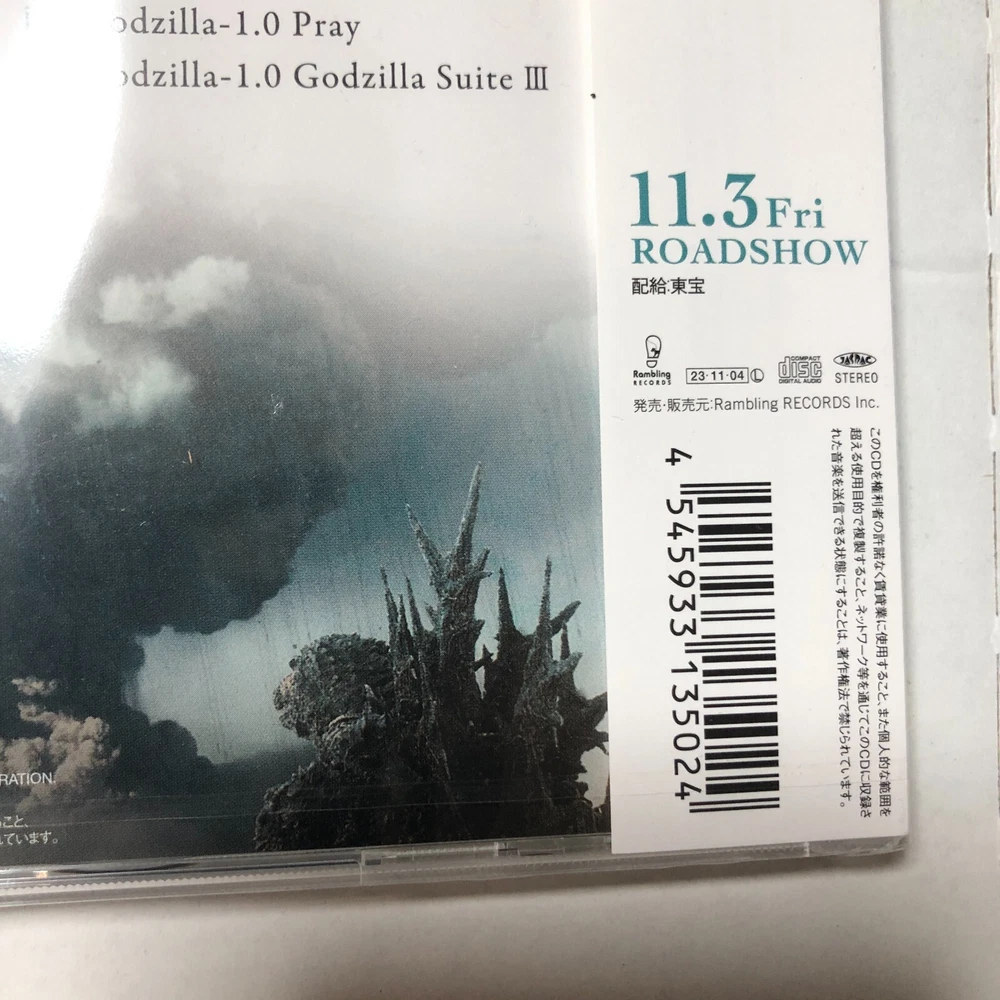 odzilla-1.0 Pray
odzilla-1.0 Godzilla Suite Ⅲ
11.3 Fri
ROADSHOW
配給:東宝
Rambling
RECORDS
23・11・04 Ⓛ
COMPACT
disc
DIGITAL AUDIO
JASRAC
STEREO
発売・販売元:Rambling RECORDS Inc.
このCDを権利者の許諾なく賃貸業に使用すること、また個人的な範囲を
超える使用目的で複製すること、ネットワーク等を通じてこのCDに収録さ
れた音楽を送信できる状態にすることは、著作権法で禁じられています。
4 545933 135024
RATION.
こと、
れています。